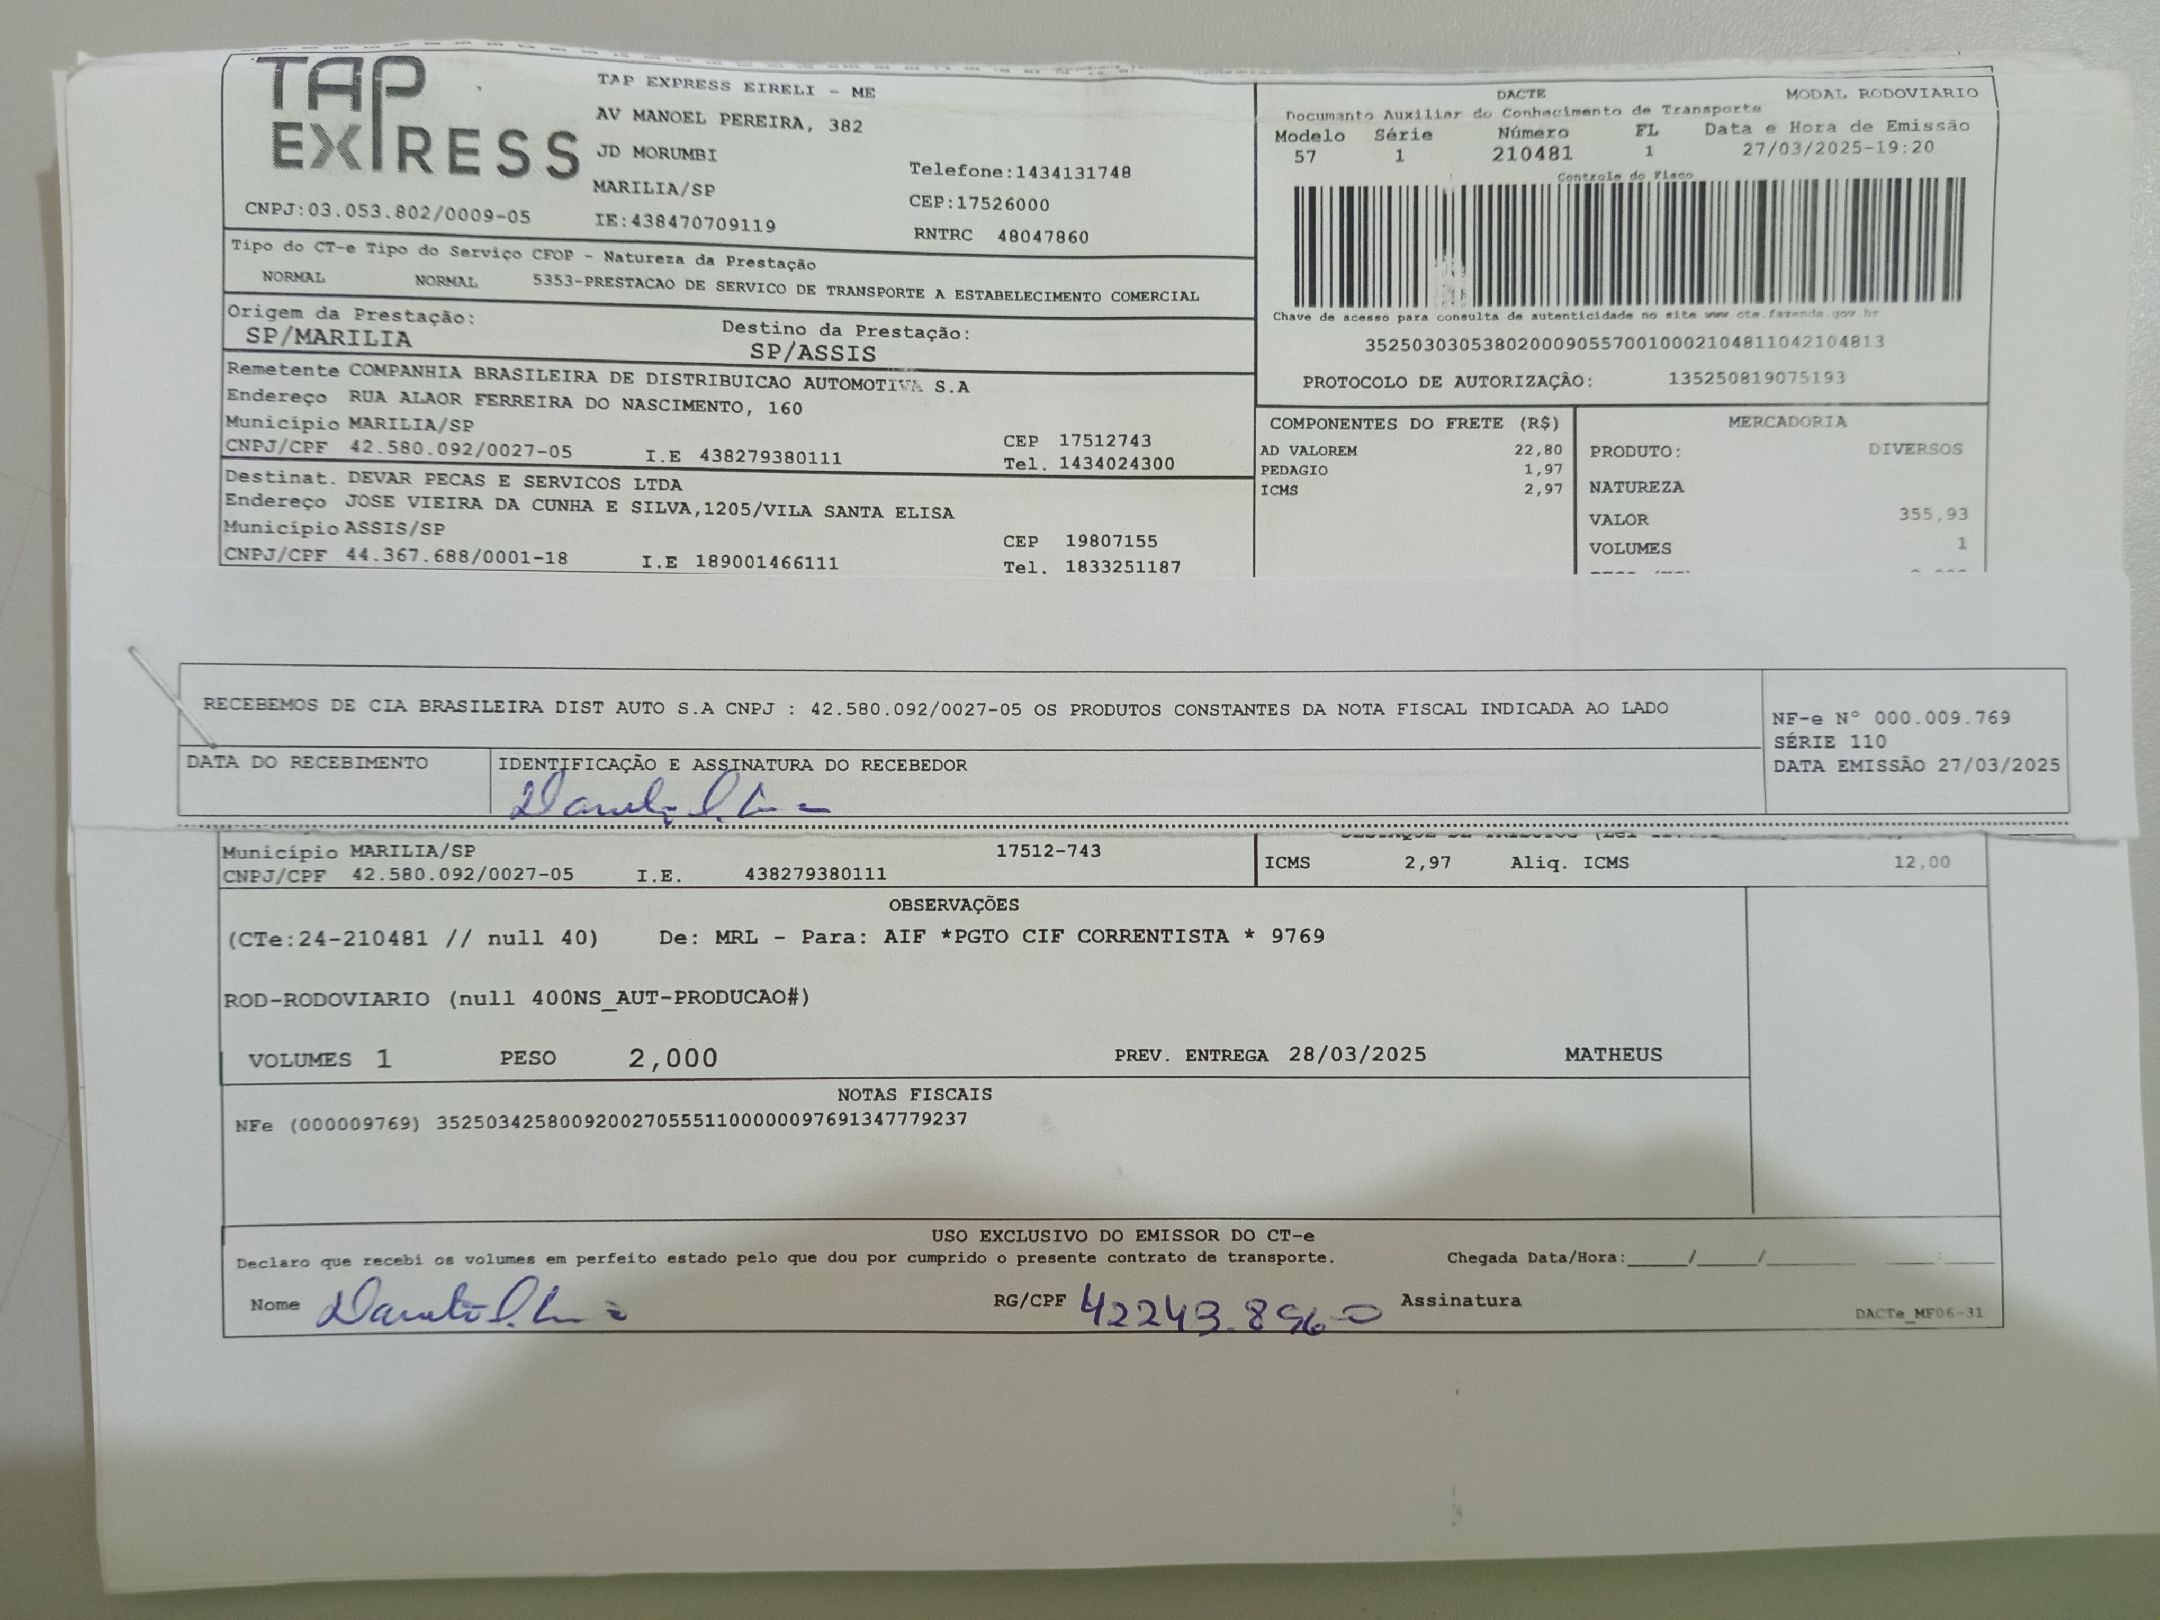 TAP EXPRESS
TAP EXPRESS EIRELI - ME
AV MANOEL PEREIRA, 382
JD MORUMBI
MARILIA/SP
Telefone:1434131748
CEP:17526000
CNPJ:03.053.802/0009-05 IE:438470709119 RNTRC 48047860
DACTE MODAL RODOVIARIO
Documento Auxiliar do Conhecimento de Transporte
Modelo Série Número FL Data e Hora de Emissão
57 1 210481 1 27/03/2025-19:20
Controle do Fisco
Chave de acesso para consulta de autenticidade no site www.cte.fazenda.gov.br
35250303053802000905570010002104811042104813
PROTOCOLO DE AUTORIZAÇÃO: 135250819075193
Tipo do CT-e Tipo do Serviço CFOP - Natureza da Prestação
NORMAL NORMAL 5353-PRESTACAO DE SERVICO DE TRANSPORTE A ESTABELECIMENTO COMERCIAL
Origem da Prestação: Destino da Prestação:
SP/MARILIA SP/ASSIS
Remetente COMPANHIA BRASILEIRA DE DISTRIBUICAO AUTOMOTIVA S.A
Endereço RUA ALAOR FERREIRA DO NASCIMENTO, 160
Município MARILIA/SP CEP 17512743
CNPJ/CPF 42.580.092/0027-05 I.E 438279380111 Tel. 1434024300
Destinat. DEVAR PECAS E SERVICOS LTDA
Endereço JOSE VIEIRA DA CUNHA E SILVA,1205/VILA SANTA ELISA
Município ASSIS/SP CEP 19807155
CNPJ/CPF 44.367.688/0001-18 I.E 189001466111 Tel. 1833251187
COMPONENTES DO FRETE (R$)
AD VALOREM 22,80
PEDAGIO 1,97
ICMS 2,97
MERCADORIA
PRODUTO: DIVERSOS
NATUREZA
VALOR 355,93
VOLUMES 1
RECEBEMOS DE CIA BRASILEIRA DIST AUTO S.A CNPJ : 42.580.092/0027-05 OS PRODUTOS CONSTANTES DA NOTA FISCAL INDICADA AO LADO
NF-e N° 000.009.769
SÉRIE 110
DATA EMISSÃO 27/03/2025
DATA DO RECEBIMENTO IDENTIFICAÇÃO E ASSINATURA DO RECEBEDOR
Município MARILIA/SP 17512-743
CNPJ/CPF 42.580.092/0027-05 I.E. 438279380111
ICMS 2,97 Aliq. ICMS 12,00
OBSERVAÇÕES
(CTe:24-210481 // null 40) De: MRL - Para: AIF *PGTO CIF CORRENTISTA * 9769
ROD-RODOVIARIO (null 400NS_AUT-PRODUCAO#)
VOLUMES 1 PESO 2,000 PREV. ENTREGA 28/03/2025 MATHEUS
NOTAS FISCAIS
NFe (000009769) 35250342580092002705551100000097691347779237
USO EXCLUSIVO DO EMISSOR DO CT-e
Declaro que recebi os volumes em perfeito estado pelo que dou por cumprido o presente contrato de transporte. Chegada Data/Hora:_____/_____/_______ _____:_____
Nome RG/CPF Assinatura
DACTe_MF06-31